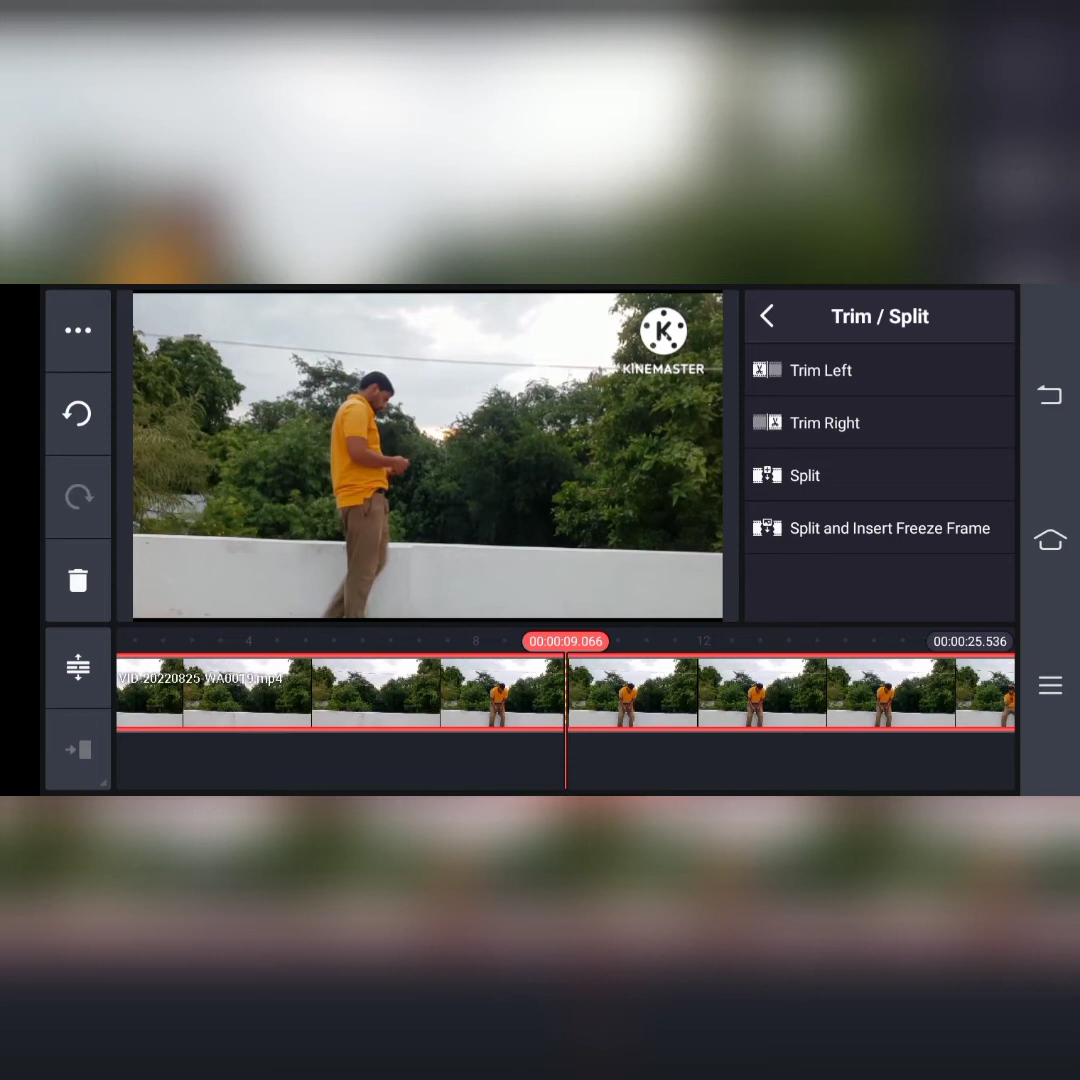 K
KINEMASTER
Trim / Split
Trim Left
Trim Right
Split
Split and Insert Freeze Frame
4
8
00:00:09.066
12
00:00:25.536
VID-20220825-WA0019.mp4